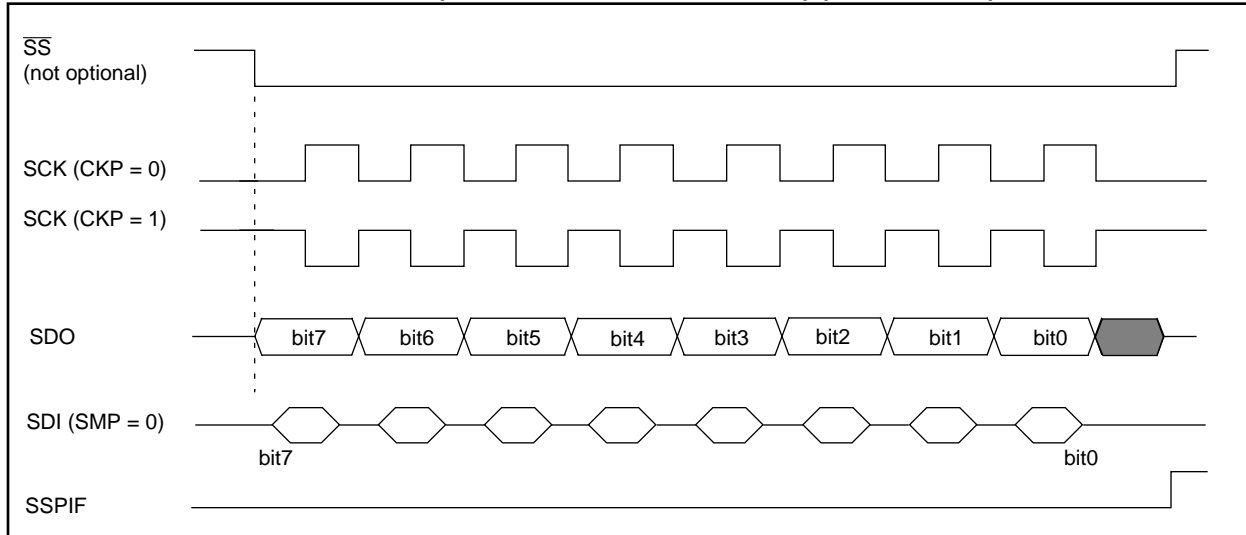 SS
(not optional)
SCK (CKP = 0)
SCK (CKP = 1)
SDO
bit7 bit6 bit5 bit4 bit3 bit2 bit1 bit0
SDI (SMP = 0)
bit7 bit0
SSPIF